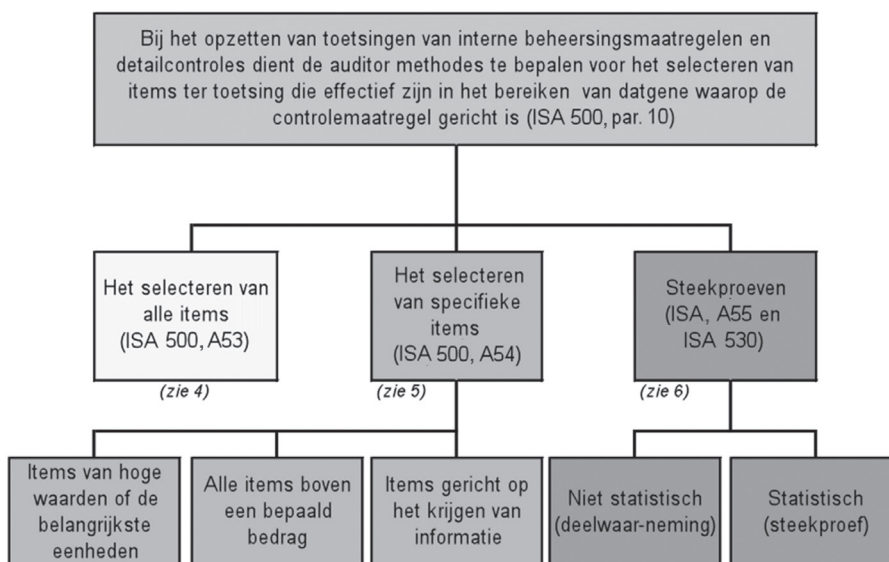 Bij het opzetten van toetsingen van interne beheersingsmaatregelen en
detailcontroles dient de auditor methodes te bepalen voor het selecteren van
items ter toetsing die effectief zijn in het bereiken van datgene waarop de
controlemaatregel gericht is (ISA 500, par. 10)
Het selecteren van
alle items
(ISA 500, A53)
(zie 4)
Het selecteren
van specifieke
items
(ISA 500, A54)
(zie 5)
Steekproeven
(ISA, A55 en
ISA 530)
(zie 6)
Items van hoge
waarden of de
belangrijkste
eenheden
Alle items boven
een bepaald
bedrag
Items gericht op
het krijgen van
informatie
Niet statistisch
(deelwaar-neming)
Statistisch
(steekproef)